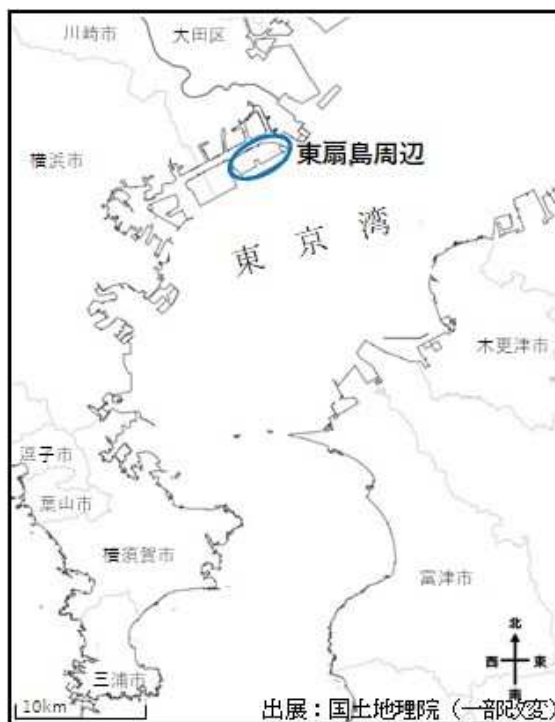 川崎市
大田区
横浜市
東扇島周辺
東京湾
木更津市
逗子市
葉山市
横須賀市
富津市
三浦市
北
西
東
南
10km
出展：国土地理院（一部改変）